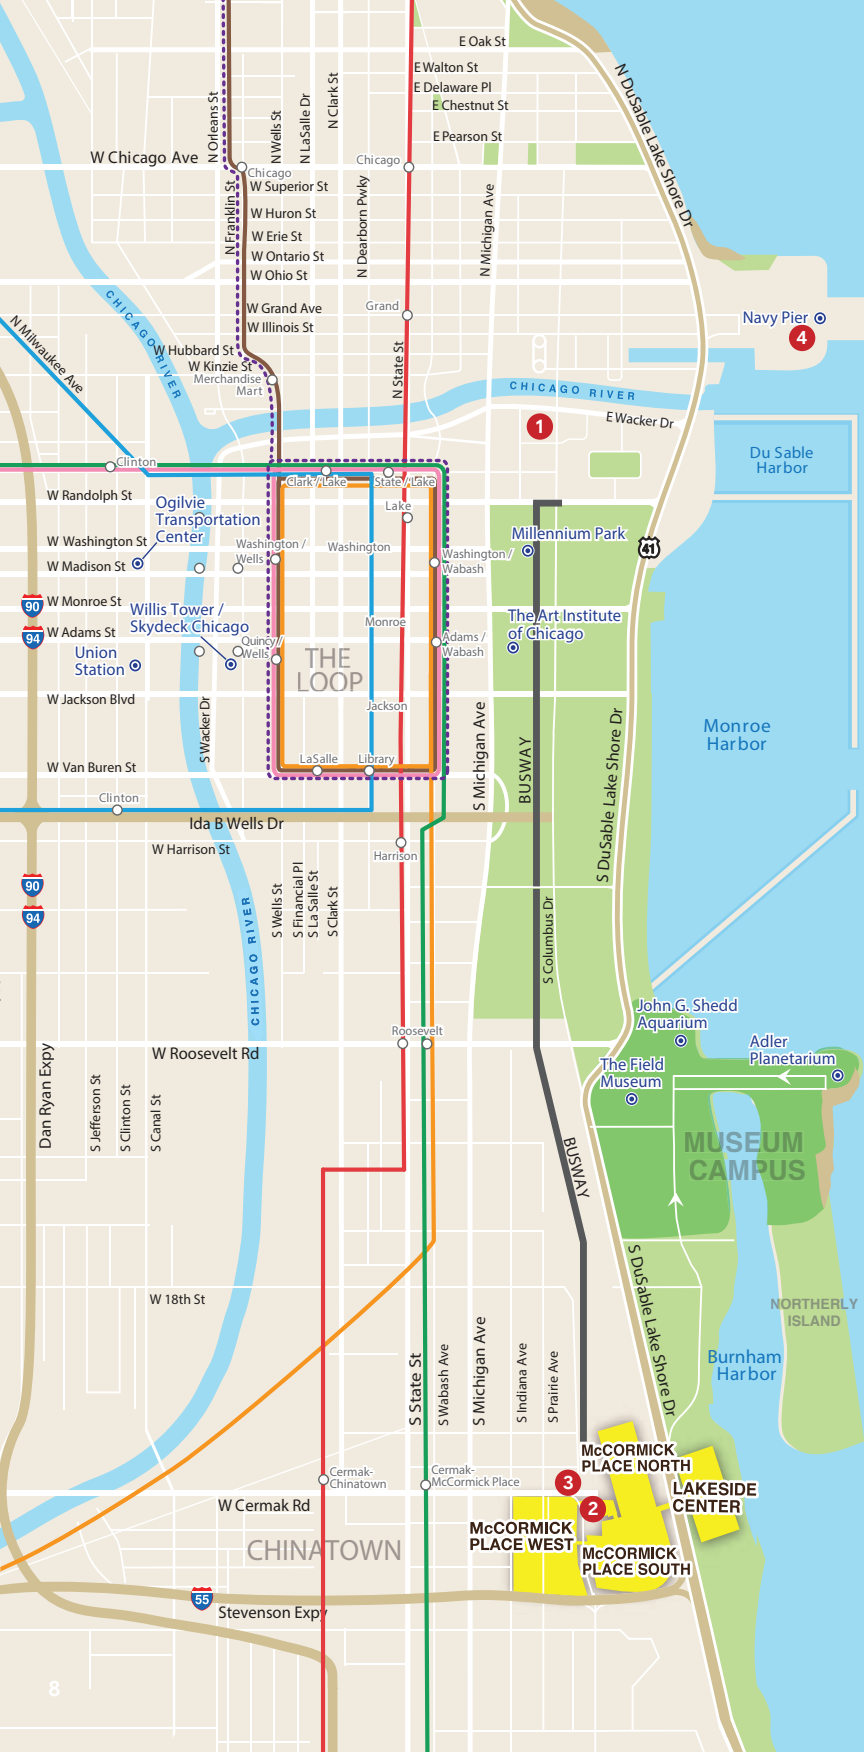 E Oak St
E Walton St
E Delaware Pl
E Chestnut St
E Pearson St
N DuSable Lake Shore Dr
N Orleans St
N Wells St
N LaSalle Dr
N Clark St
W Chicago Ave
Chicago
Chicago
W Superior St
N Franklin St
W Huron St
W Erie St
W Ontario St
W Ohio St
N Dearborn Pwky
N Michigan Ave
W Grand Ave
Grand
W Illinois St
CHICAGO RIVER
N Milwaukee Ave
W Hubbard St
W Kinzie St
Merchandise
Mart
N State St
Navy Pier
4
CHICAGO RIVER
1
E Wacker Dr
Du Sable
Harbor
Clinton
Clark / Lake
State / Lake
Lake
W Randolph St
Ogilvie
Transportation
Center
W Washington St
W Madison St
Washington /
Wells
Washington
Washington /
Wabash
Millennium Park
41
90
W Monroe St
94
W Adams St
Willis Tower /
Skydeck Chicago
Union
Station
Quincy /
Wells
Monroe
Adams /
Wabash
The Art Institute
of Chicago
THE
LOOP
W Jackson Blvd
Jackson
S Wacker Dr
S Michigan Ave
BUSWAY
S DuSable Lake Shore Dr
Monroe
Harbor
W Van Buren St
LaSalle
Library
Clinton
Ida B Wells Dr
W Harrison St
Harrison
90
94
CHICAGO RIVER
S Wells St
S Financial Pl
S La Salle St
S Clark St
S Columbus Dr
John G. Shedd
Aquarium
Roosevelt
W Roosevelt Rd
Adler
Planetarium
The Field
Museum
Dan Ryan Expy
S Jefferson St
S Clinton St
S Canal St
MUSEUM
CAMPUS
BUSWAY
S DuSable Lake Shore Dr
W 18th St
NORTHERLY
ISLAND
Burnham
Harbor
S State St
S Wabash Ave
S Michigan Ave
S Indiana Ave
S Prairie Ave
McCORMICK
PLACE NORTH
Cermak-
Chinatown
Cermak-
McCormick Place
3
LAKESIDE
CENTER
W Cermak Rd
2
McCORMICK
PLACE WEST
CHINATOWN
McCORMICK
PLACE SOUTH
55
Stevenson Expy
8